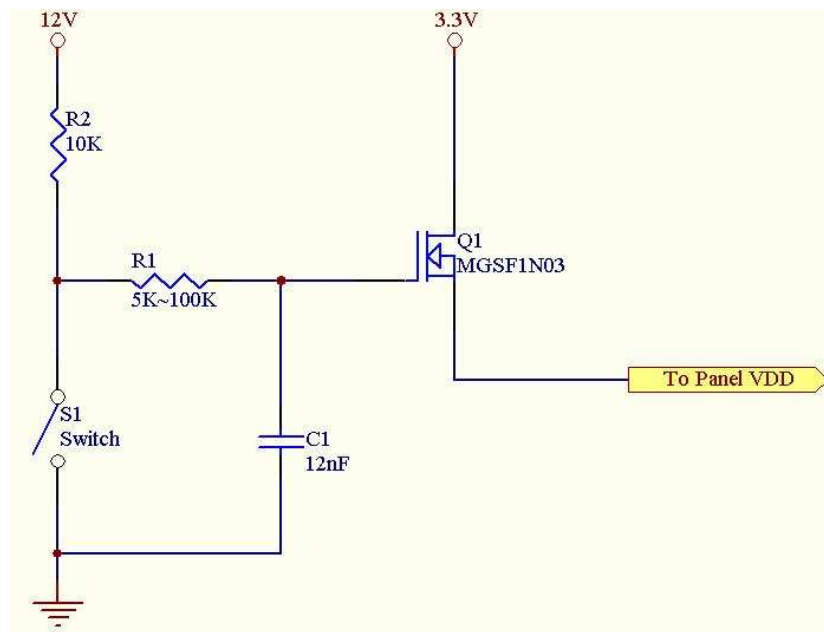 12V
3.3V
R2
10K
R1
5K~100K
Q1
MGSF1N03
To Panel VDD
S1
Switch
C1
12nF